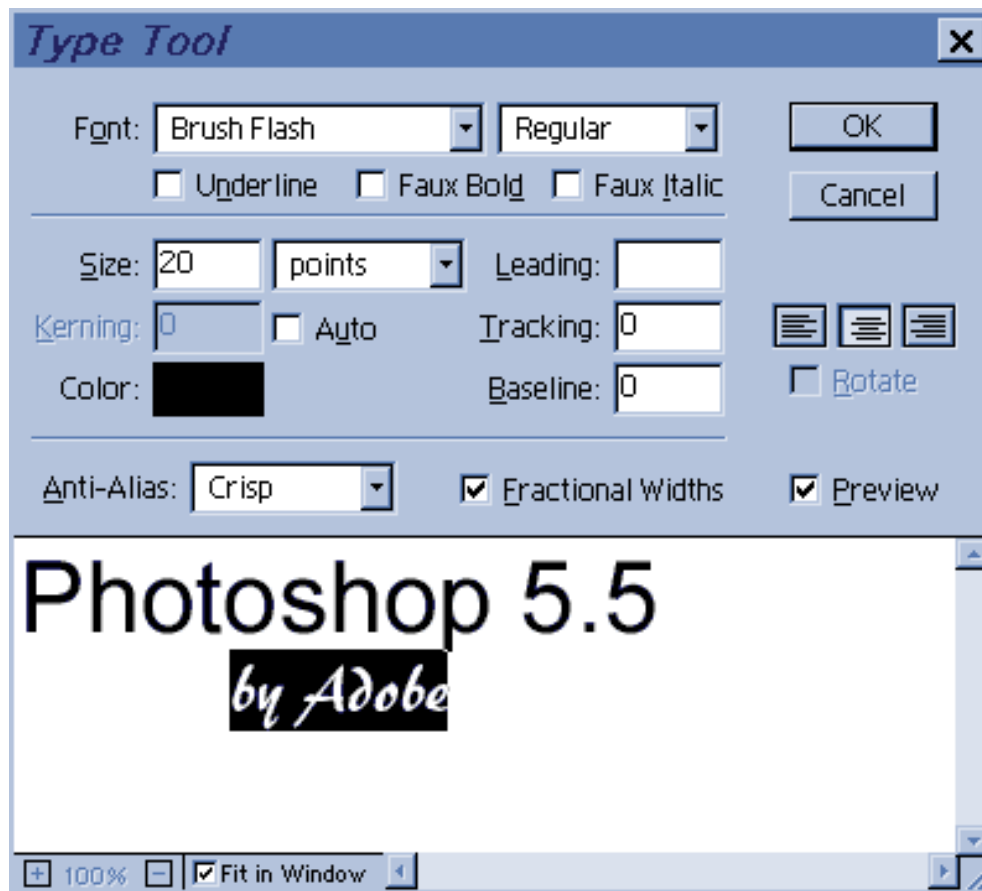 Type Tool
Font: Brush Flash Regular OK
Underline Faux Bold Faux Italic Cancel
Size: 20 points Leading:
Kerning: 0 Auto Tracking: 0
Color: Baseline: 0 Rotate
Anti-Alias: Crisp Fractional Widths Preview
Photoshop 5.5
by Adobe
100% Fit in Window